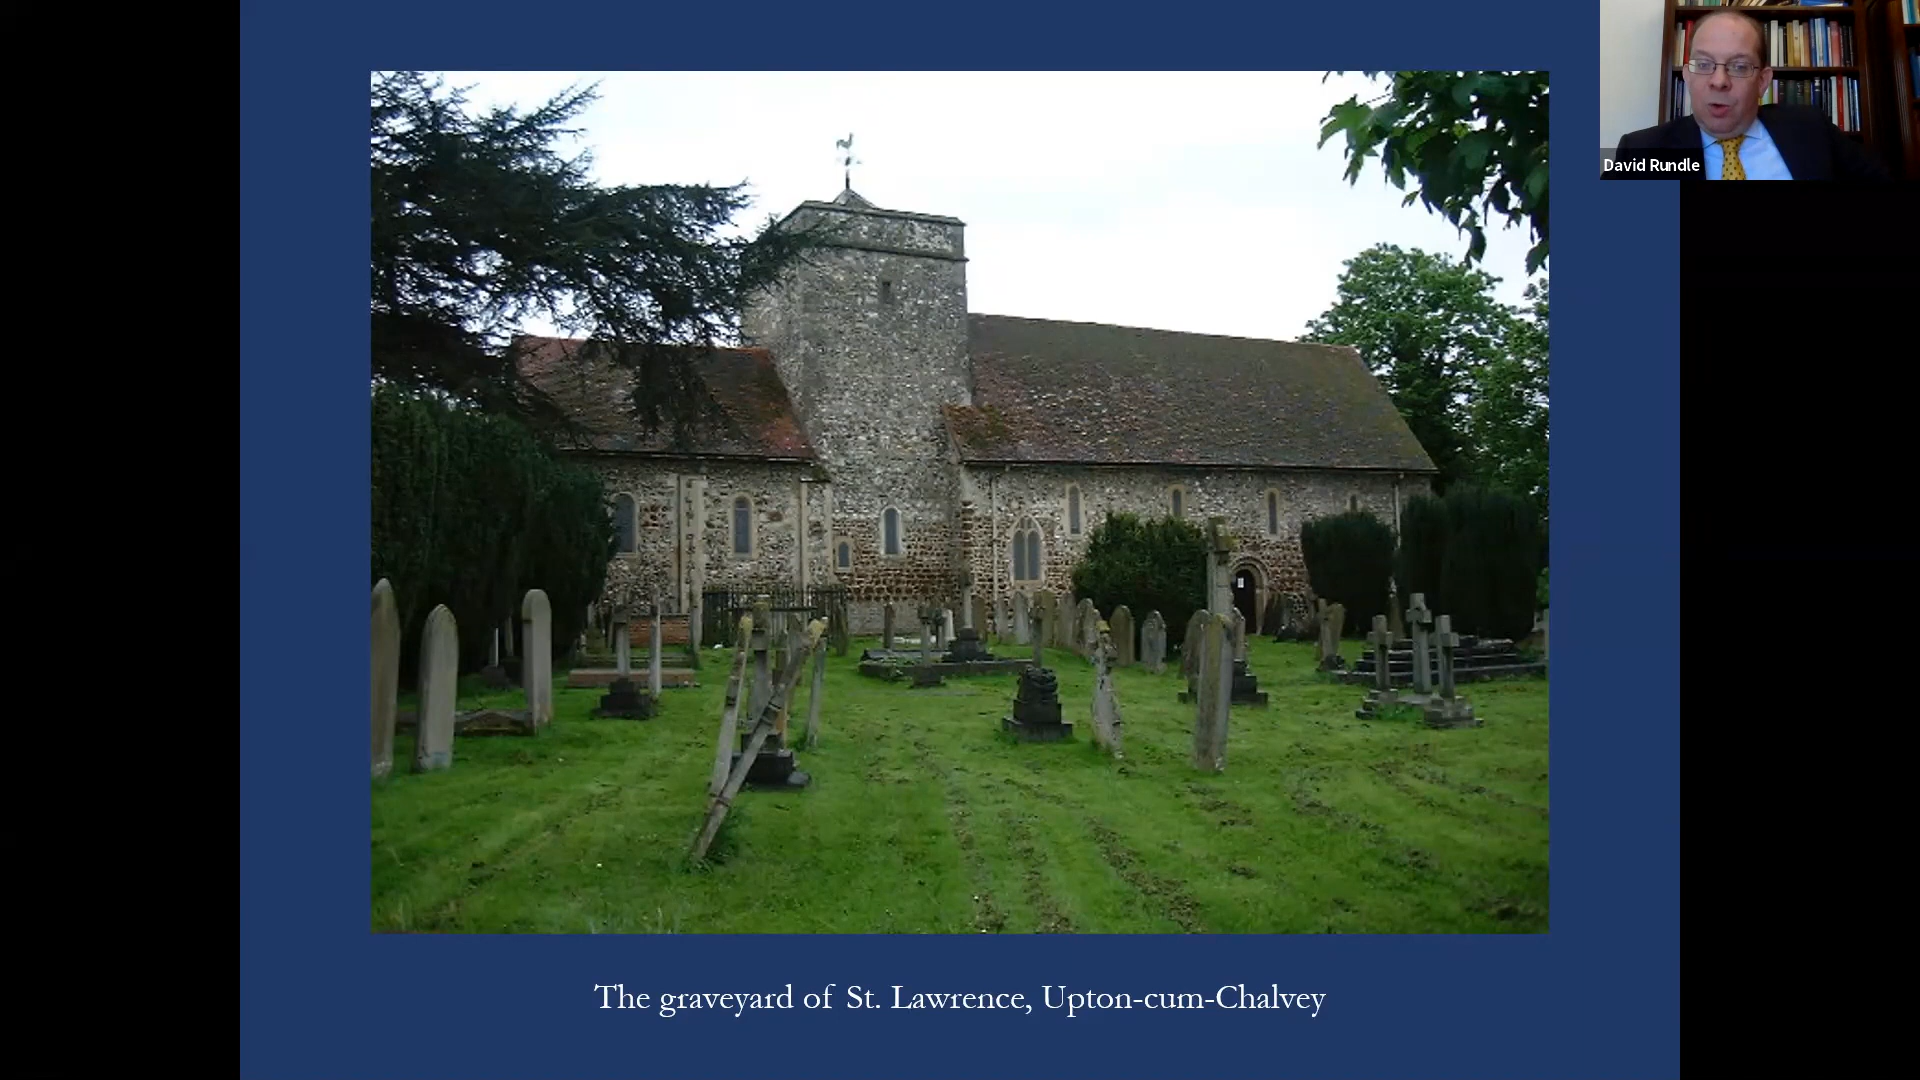 David Rundle
The graveyard of St. Lawrence, Upton-cum-Chalvey